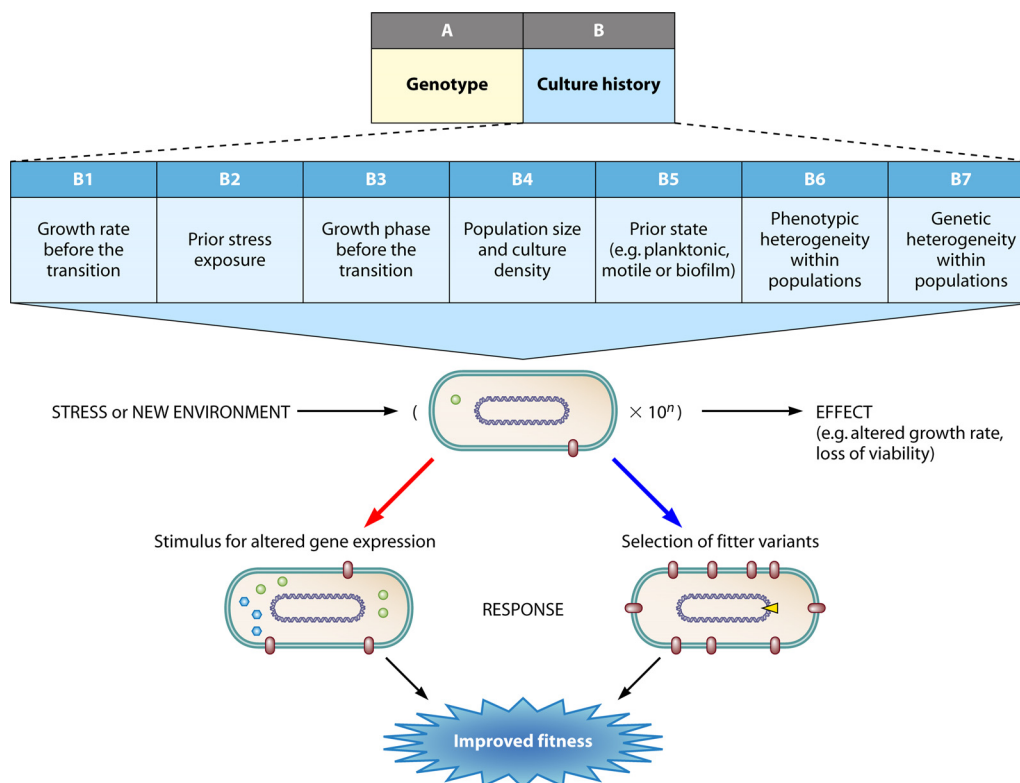 A B
Genotype Culture history
B1 B2 B3 B4 B5 B6 B7
Growth rate
before the
transition
Prior stress
exposure
Growth phase
before the
transition
Population size
and culture
density
Prior state
(e.g. planktonic,
motile or biofilm)
Phenotypic
heterogeneity
within
populations
Genetic
heterogeneity
within
populations
STRESS or NEW ENVIRONMENT ( × 10ⁿ ) EFFECT
(e.g. altered growth rate,
loss of viability)
Stimulus for altered gene expression Selection of fitter variants
RESPONSE
Improved fitness